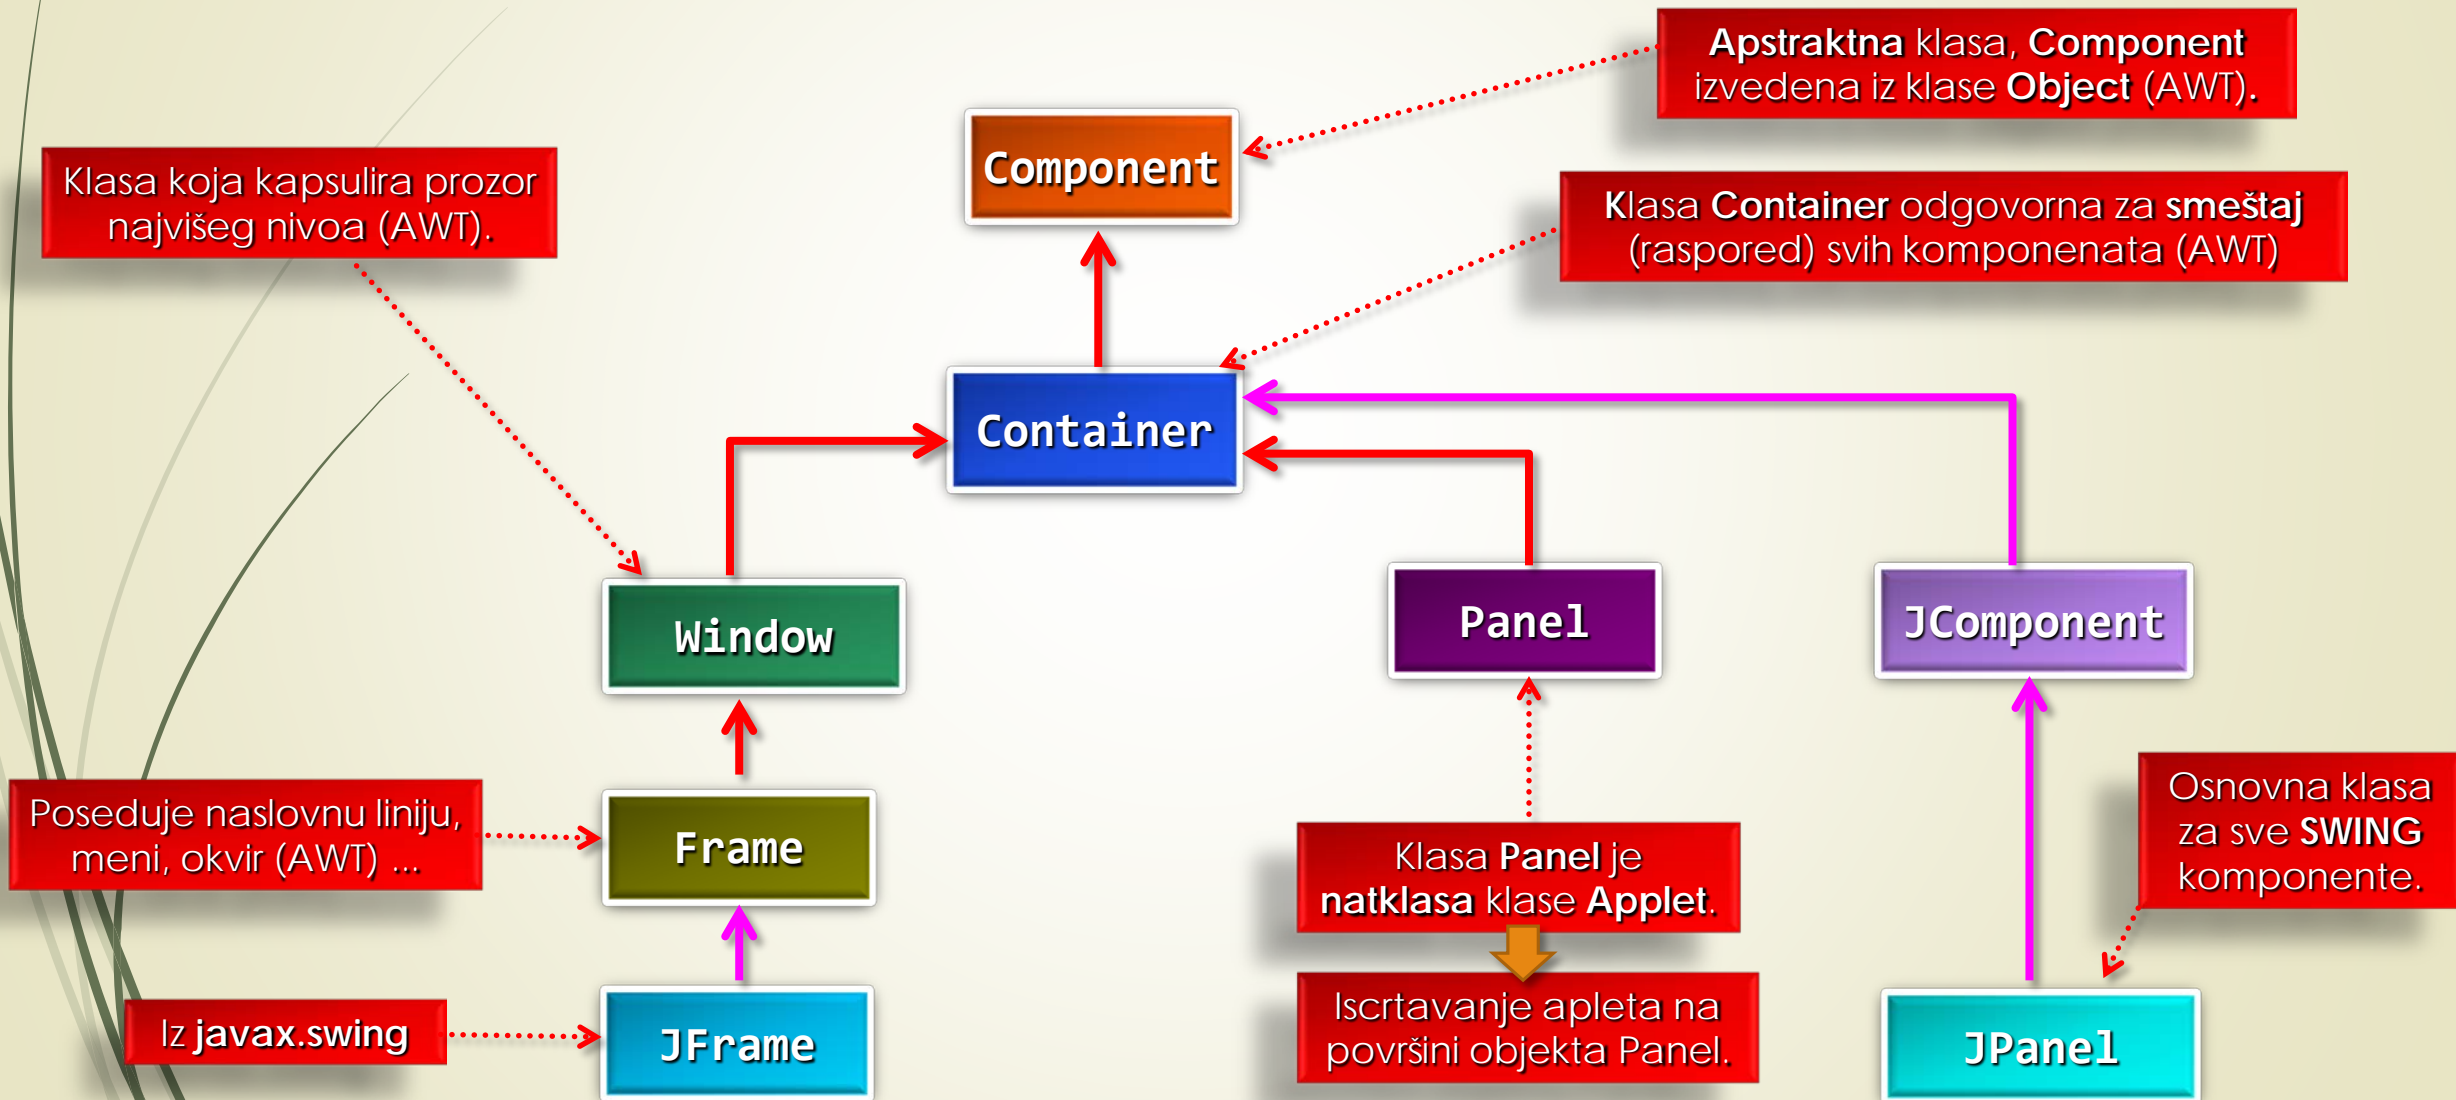 Apstraktna klasa, Component
izvedena iz klase Object (AWT).
Component
Klasa koja kapsulira prozor
najvišeg nivoa (AWT).
Klasa Container odgovorna za smeštaj
(raspored) svih komponenata (AWT)
Container
Window
Panel
JComponent
Poseduje naslovnu liniju,
meni, okvir (AWT) ...
Frame
Klasa Panel je
natklasa klase Applet.
Osnovna klasa
za sve SWING
komponente.
Iz javax.swing
JFrame
Iscrtavanje apleta na
površini objekta Panel.
JPanel